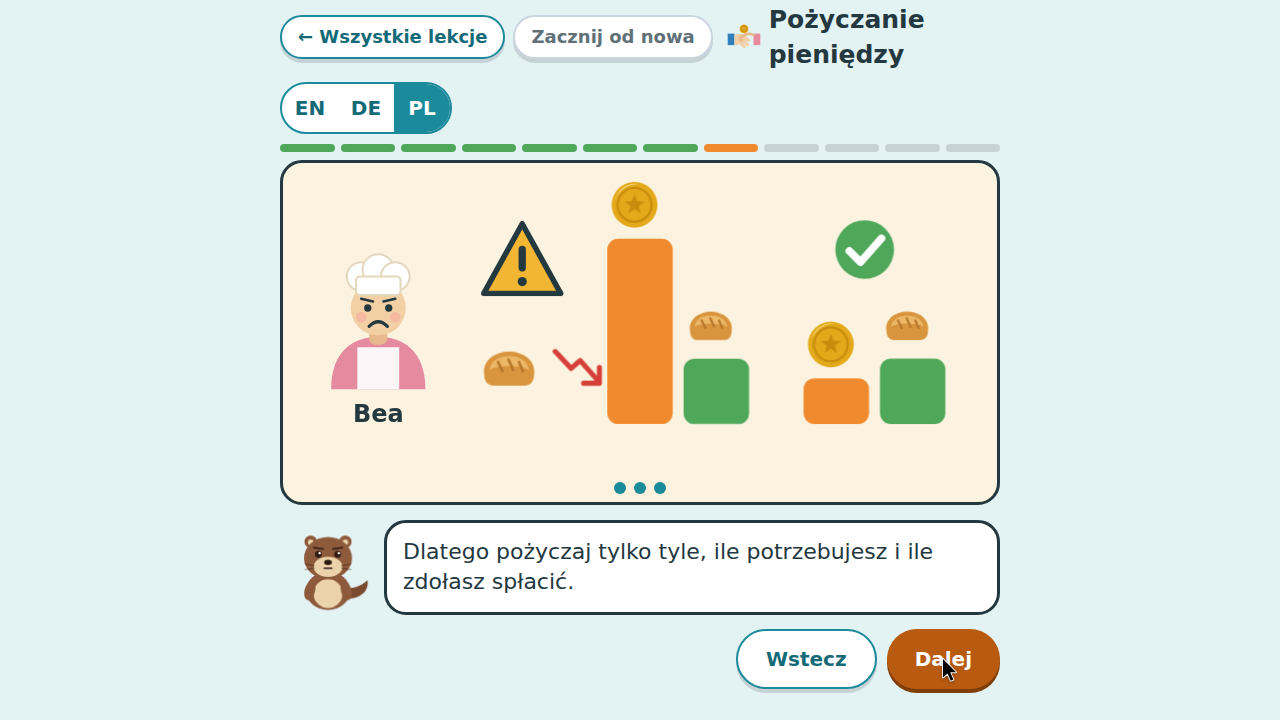 ← Wszystkie lekcje
Zacznij od nowa
Pożyczanie
pieniędzy
EN DE PL
Bea
Dlatego pożyczaj tylko tyle, ile potrzebujesz i ile
zdołasz spłacić.
Wstecz
Dalej